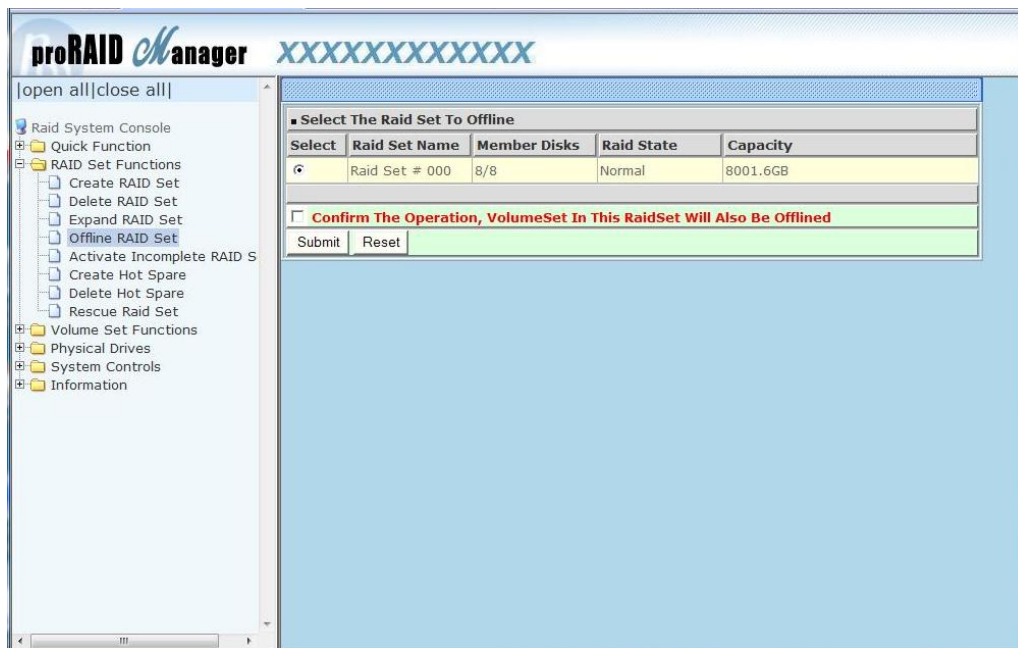 proRAID Manager XXXXXXXXXXXX
|open all|close all|
Raid System Console
Quick Function
RAID Set Functions
Create RAID Set
Delete RAID Set
Expand RAID Set
Offline RAID Set
Activate Incomplete RAID S
Create Hot Spare
Delete Hot Spare
Rescue Raid Set
Volume Set Functions
Physical Drives
System Controls
Information
Select The Raid Set To Offline
Select Raid Set Name Member Disks Raid State Capacity
Raid Set # 000 8/8 Normal 8001.6GB
Confirm The Operation, VolumeSet In This RaidSet Will Also Be Offlined
Submit Reset